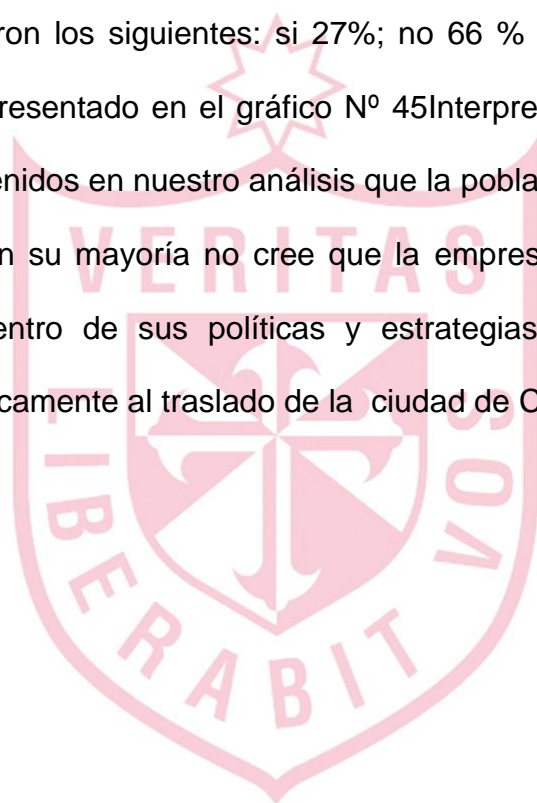 ron los siguientes: si 27%; no 66 %
resentado en el gráfico Nº 45Interpre
enidos en nuestro análisis que la pobla
n su mayoría no cree que la empres
entro de sus políticas y estrategias
camente al traslado de la ciudad de
VERITAS
LIBERABIT
VOS